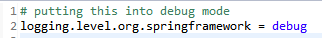 1 # putting this into debug mode
2 logging.level.org.springframework = debug